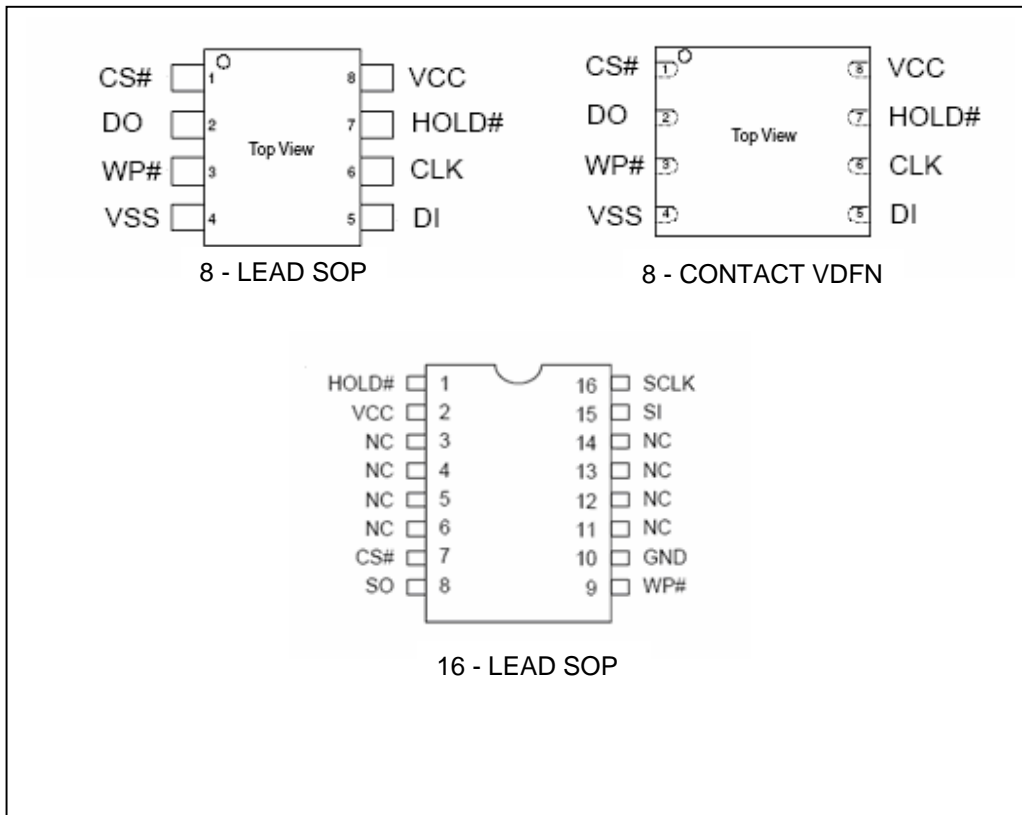 CS# 1 8 VCC
DO 2 7 HOLD#
Top View
WP# 3 6 CLK
VSS 4 5 DI
8 - LEAD SOP
CS# 1 8 VCC
DO 2 7 HOLD#
Top View
WP# 3 6 CLK
VSS 4 5 DI
8 - CONTACT VDFN
HOLD# 1 16 SCLK
VCC 2 15 SI
NC 3 14 NC
NC 4 13 NC
NC 5 12 NC
NC 6 11 NC
CS# 7 10 GND
SO 8 9 WP#
16 - LEAD SOP